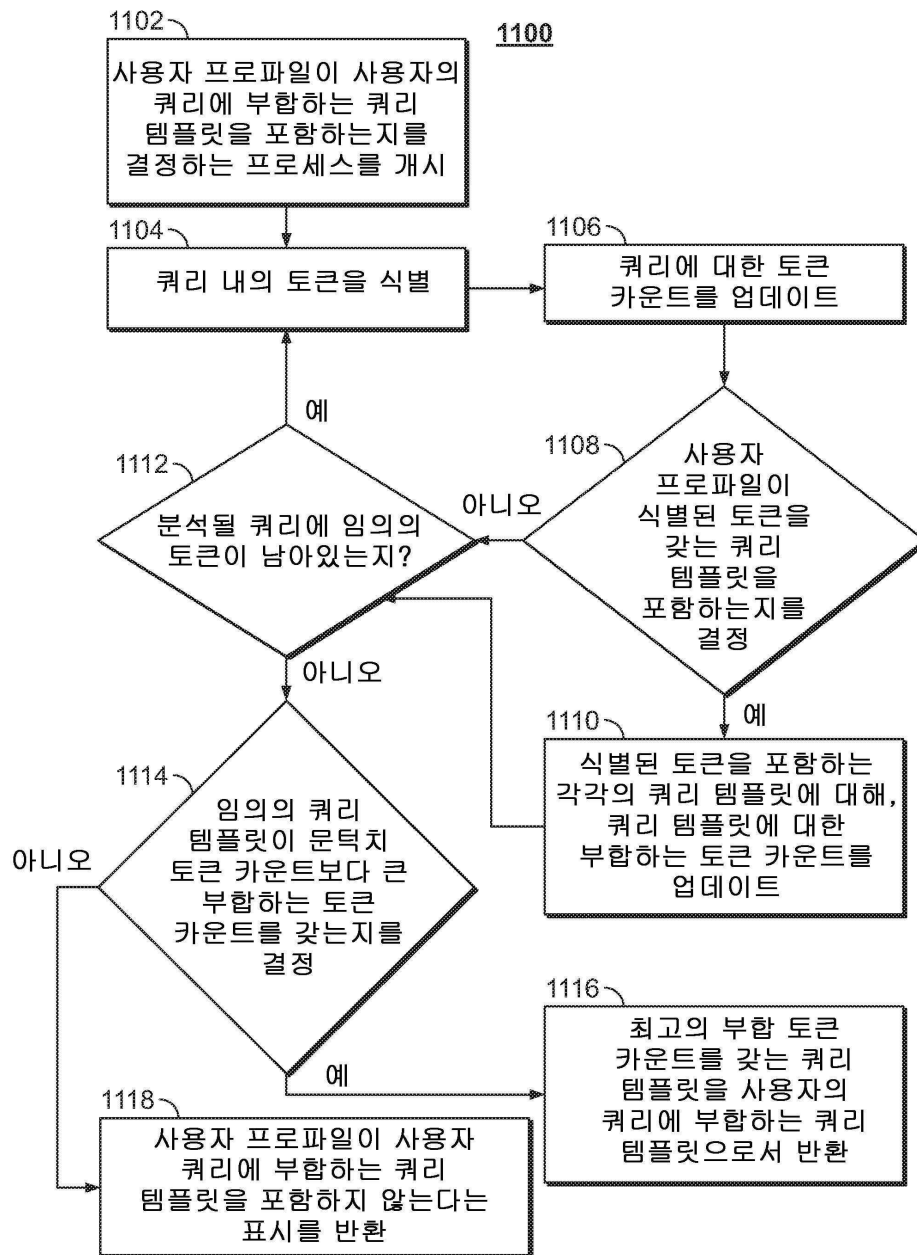 1100
1102
사용자 프로파일이 사용자의
쿼리에 부합하는 쿼리
템플릿을 포함하는지를
결정하는 프로세스를 개시
1104
쿼리 내의 토큰을 식별
1106
쿼리에 대한 토큰
카운트를 업데이트
1108
사용자
프로파일이
식별된 토큰을
갖는 쿼리
템플릿을
포함하는지를
결정
아니오
예
1110
식별된 토큰을 포함하는
각각의 쿼리 템플릿에 대해,
쿼리 템플릿에 대한
부합하는 토큰 카운트를
업데이트
1112
분석될 쿼리에 임의의
토큰이 남아있는지?
예
아니오
1114
임의의 쿼리
템플릿이 문턱치
토큰 카운트보다 큰
부합하는 토큰
카운트를 갖는지를
결정
아니오
예
1116
최고의 부합 토큰
카운트를 갖는 쿼리
템플릿을 사용자의
쿼리에 부합하는 쿼리
템플릿으로서 반환
1118
사용자 프로파일이 사용자
쿼리에 부합하는 쿼리
템플릿을 포함하지 않는다는
표시를 반환